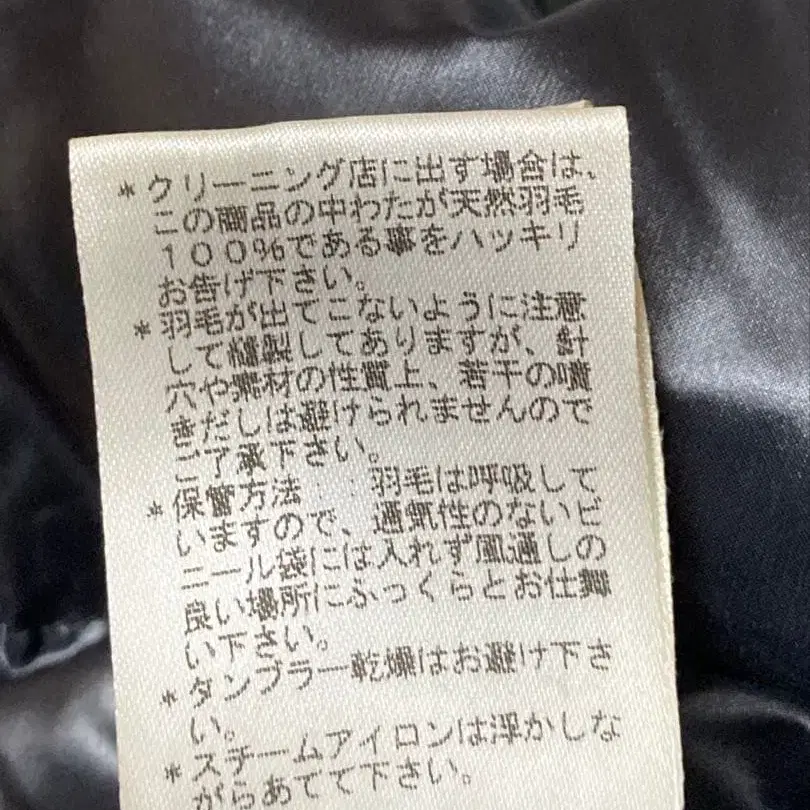 *クリーニング店に出す場合は、
この商品の中わたが天然羽毛
100%である事をハッキリ
お告げ下さい。
*羽毛が出てこないように注意
して縫製してありますが、針
穴や素材の性質上、若干の噴
きだしは避けられませんので
ご了承下さい。
*保管方法：：羽毛は呼吸して
いますので、通気性のないビ
ニール袋には入れず風通しの
良い場所にふっくらとお仕舞
い下さい。
*タンブラー乾燥はお避け下さ
い。
*スチームアイロンは浮かしな
がらあてて下さい。